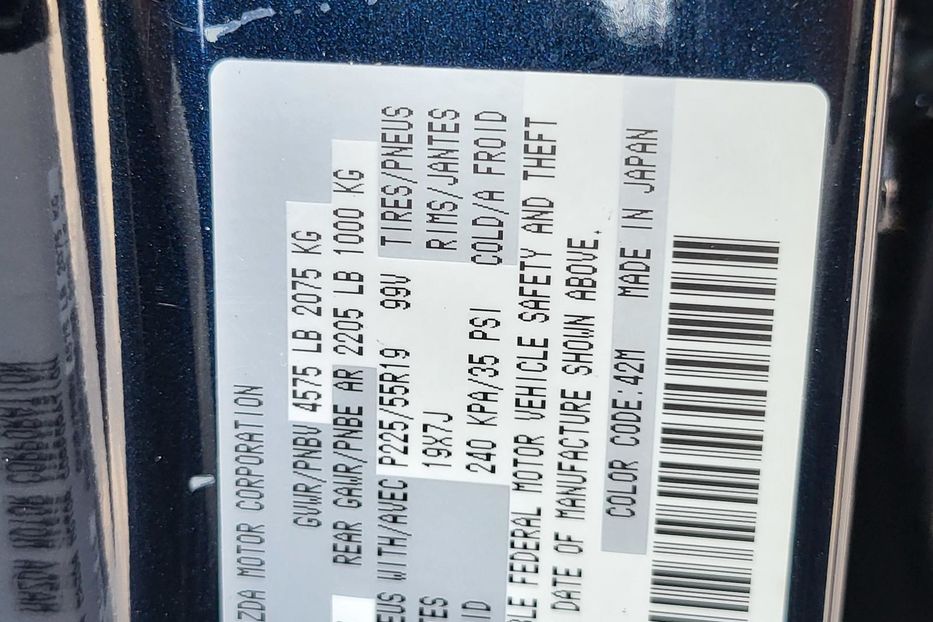 ZDA MOTOR CORPORATION
GVWR/PNBV 4575 LB 2075 KG
REAR GAWR/PNBE AR 2205 LB 1000 KG
EUS WITH/AVEC P225/55R19 99V TIRES/PNEUS
TES 19X7J RIMS/JANTES
ID 240 KPA/35 PSI COLD/A FROID
LE FEDERAL MOTOR VEHICLE SAFETY AND THEFT
DATE OF MANUFACTURE SHOWN ABOVE.
COLOR CODE:42M MADE IN JAPAN